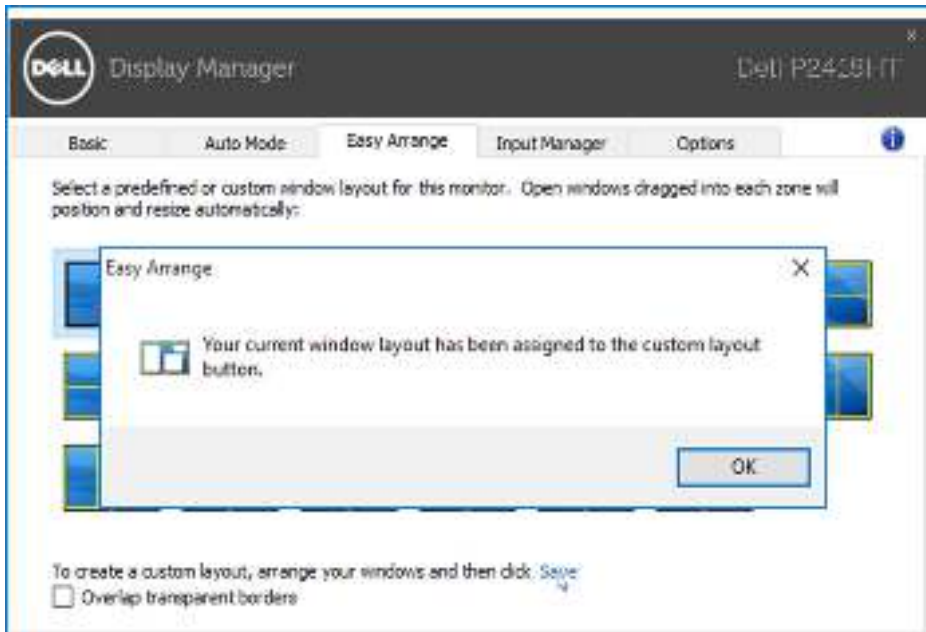 DELL Display Manager
Basic Auto Mode Easy Arrange Input Manager Options
Select a predefined or custom window layout for this monitor. Open windows dragged into each zone will
position and resize automatically:
Easy Arrange
Your current window layout has been assigned to the custom layout
button.
OK
To create a custom layout, arrange your windows and then click Save
Overlap transparent borders